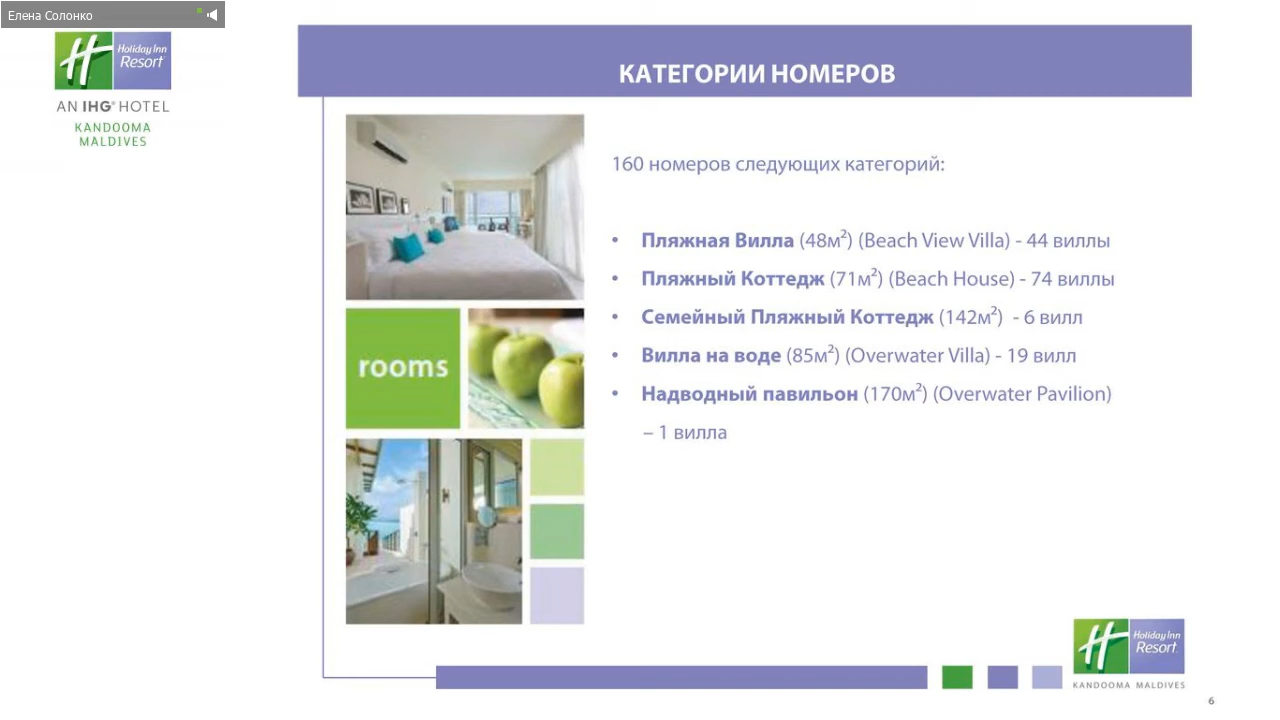 Елена Солонко
Holiday Inn
Resort
AN IHG® HOTEL
KANDOOMA
MALDIVES
КАТЕГОРИИ НОМЕРОВ
160 номеров следующих категорий:
• Пляжная Вилла (48м²) (Beach View Villa) - 44 виллы
• Пляжный Коттедж (71м²) (Beach House) - 74 виллы
• Семейный Пляжный Коттедж (142м²) - 6 вилл
• Вилла на воде (85м²) (Overwater Villa) - 19 вилл
• Надводный павильон (170м²) (Overwater Pavilion)
– 1 вилла
rooms
Holiday Inn
Resort
KANDOOMA MALDIVES
6